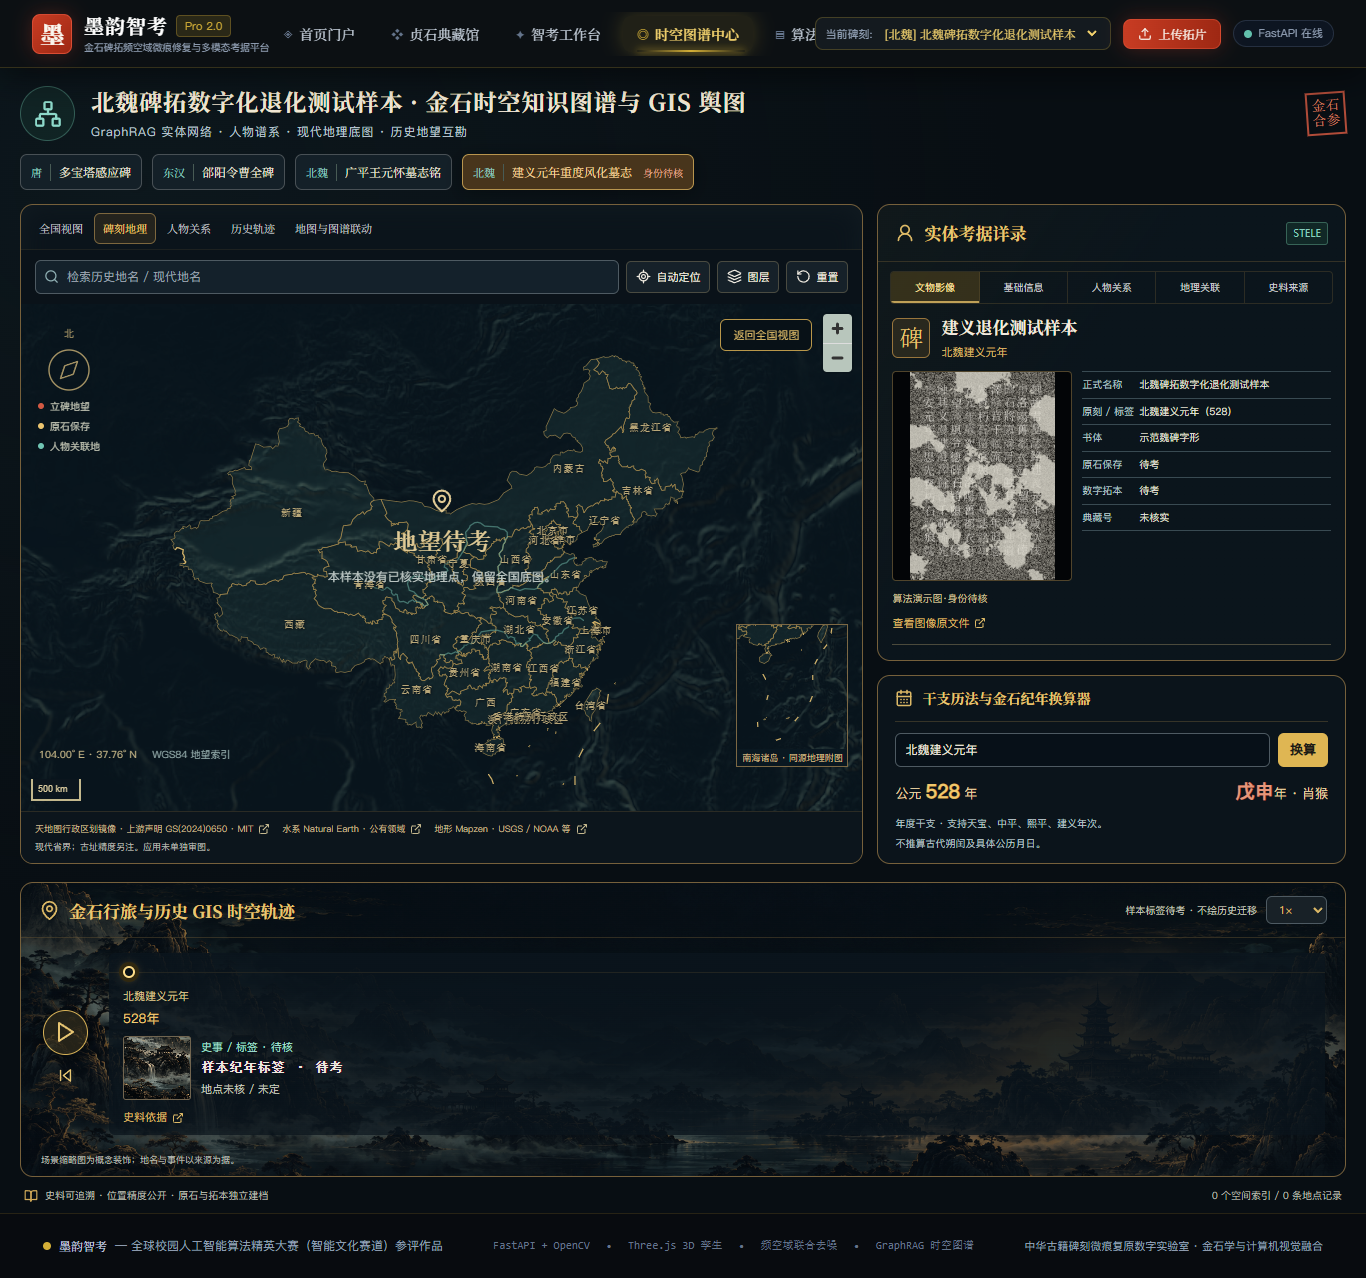 墨 墨韵智考 Pro 2.0
金石碑拓频空域微痕修复与多模态考据平台
首页门户 贞石典藏馆 智考工作台 时空图谱中心 算法
当前碑刻: [北魏] 北魏碑拓数字化退化测试样本
上传拓片 FastAPI 在线
北魏碑拓数字化退化测试样本 · 金石时空知识图谱与 GIS 舆图
GraphRAG 实体网络 · 人物谱系 · 现代地理底图 · 历史地望互勘
金石
合参
唐 多宝塔感应碑
东汉 郃阳令曹全碑
北魏 广平王元怀墓志铭
北魏 建义元年重度风化墓志 身份待核
全国视图 碑刻地理 人物关系 历史轨迹 地图与图谱联动
检索历史地名 / 现代地名
自动定位 图层 重置
北
返回全国视图
+
−
立碑地望
原石保存
人物关联地
黑龙江省
内蒙古
吉林省
新疆
辽宁省
北京市
地望待考
甘肃省 宁夏 山西省
本样本没有已核实地理点，保留全国底图。
山东省
青海省
河南省
江苏省
西藏
安徽省
湖北省
上海市
四川省 重庆市
浙江省
湖南省 江西省
贵州省
福建省
云南省
广西
台湾省
海南省
南海诸岛 · 同源地理附图
104.00° E · 37.76° N WGS84 地望索引
500 km
天地图行政区划镜像 · 上游声明 GS(2024)0650 · MIT 水系 Natural Earth · 公有领域 地形 Mapzen · USGS / NOAA 等
现代省界；古址精度另注。应用未单独审图。
实体考据详录 STELE
文物影像 基础信息 人物关系 地理关联 史料来源
碑 建义退化测试样本
北魏建义元年
正式名称 北魏碑拓数字化退化测试样本
原刻 / 标签 北魏建义元年（528）
书体 示范魏碑字形
原石保存 待考
数字拓本 待考
典藏号 未核实
算法演示图·身份待核
查看图像原文件
干支历法与金石纪年换算器
北魏建义元年 换算
公元 528 年 戊申年 · 肖猴
年度干支 · 支持天宝、中平、熙平、建义年次。
不推算古代朔闰及具体公历月日。
金石行旅与历史 GIS 时空轨迹
样本标签待考 · 不绘历史迁移 1×
北魏建义元年
528年
史事 / 标签 · 待核
样本纪年标签 · 待考
地点未核 / 未定
史料依据
场景缩略图为概念装饰；地名与事件以来源为据。
史料可追溯 · 位置精度公开 · 原石与拓本独立建档
0 个空间索引 / 0 条地点记录
墨韵智考 — 全球校园人工智能算法精英大赛（智能文化赛道）参评作品
FastAPI + OpenCV • Three.js 3D 孪生 • 频空域联合去噪 • GraphRAG 时空图谱
中华古籍碑刻微痕复原数字实验室 · 金石学与计算机视觉融合